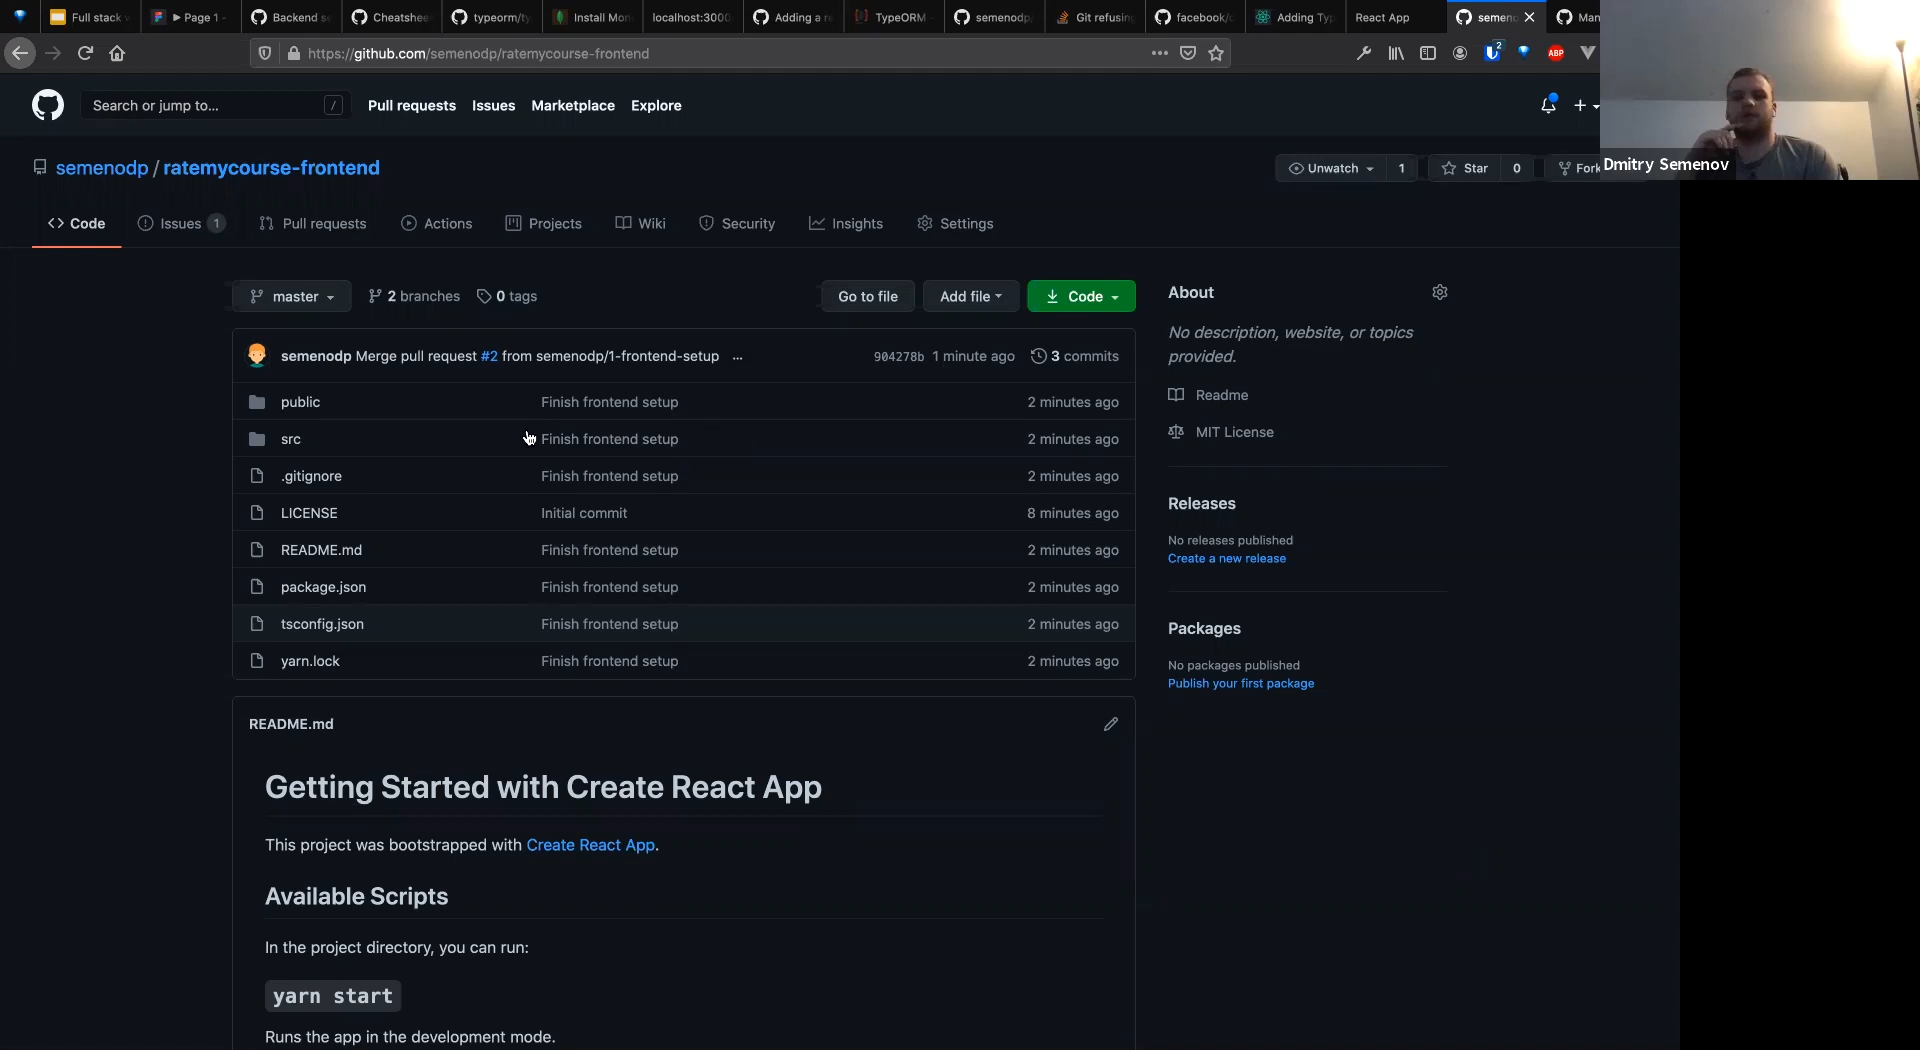 Full stack
Page 1 -
Backend s
Cheatshee
typeorm/ty
Install Mon
localhost:3000
Adding a re
TypeORM -
semenodp
Git refusing
facebook/c
Adding Typ
React App
semeno
Man
https://github.com/semenodp/ratemycourse-frontend
2
ABP
Search or jump to...
/
Pull requests
Issues
Marketplace
Explore
Dmitry Semenov
semenodp / ratemycourse-frontend
Unwatch
1
Star
0
Fork
Code
Issues 1
Pull requests
Actions
Projects
Wiki
Security
Insights
Settings
master
2 branches
0 tags
Go to file
Add file
Code
semenodp Merge pull request #2 from semenodp/1-frontend-setup ...
904278b 1 minute ago
3 commits
public Finish frontend setup 2 minutes ago
src Finish frontend setup 2 minutes ago
.gitignore Finish frontend setup 2 minutes ago
LICENSE Initial commit 8 minutes ago
README.md Finish frontend setup 2 minutes ago
package.json Finish frontend setup 2 minutes ago
tsconfig.json Finish frontend setup 2 minutes ago
yarn.lock Finish frontend setup 2 minutes ago
README.md
Getting Started with Create React App
This project was bootstrapped with Create React App.
Available Scripts
In the project directory, you can run:
yarn start
Runs the app in the development mode.
About
No description, website, or topics
provided.
Readme
MIT License
Releases
No releases published
Create a new release
Packages
No packages published
Publish your first package